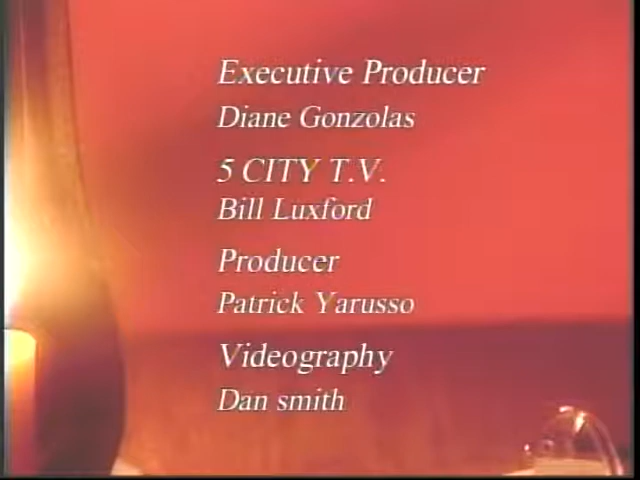 Executive Producer
Diane Gonzolas
5 CITY T.V.
Bill Luxford
Producer
Patrick Yarusso
Videography
Dan smith